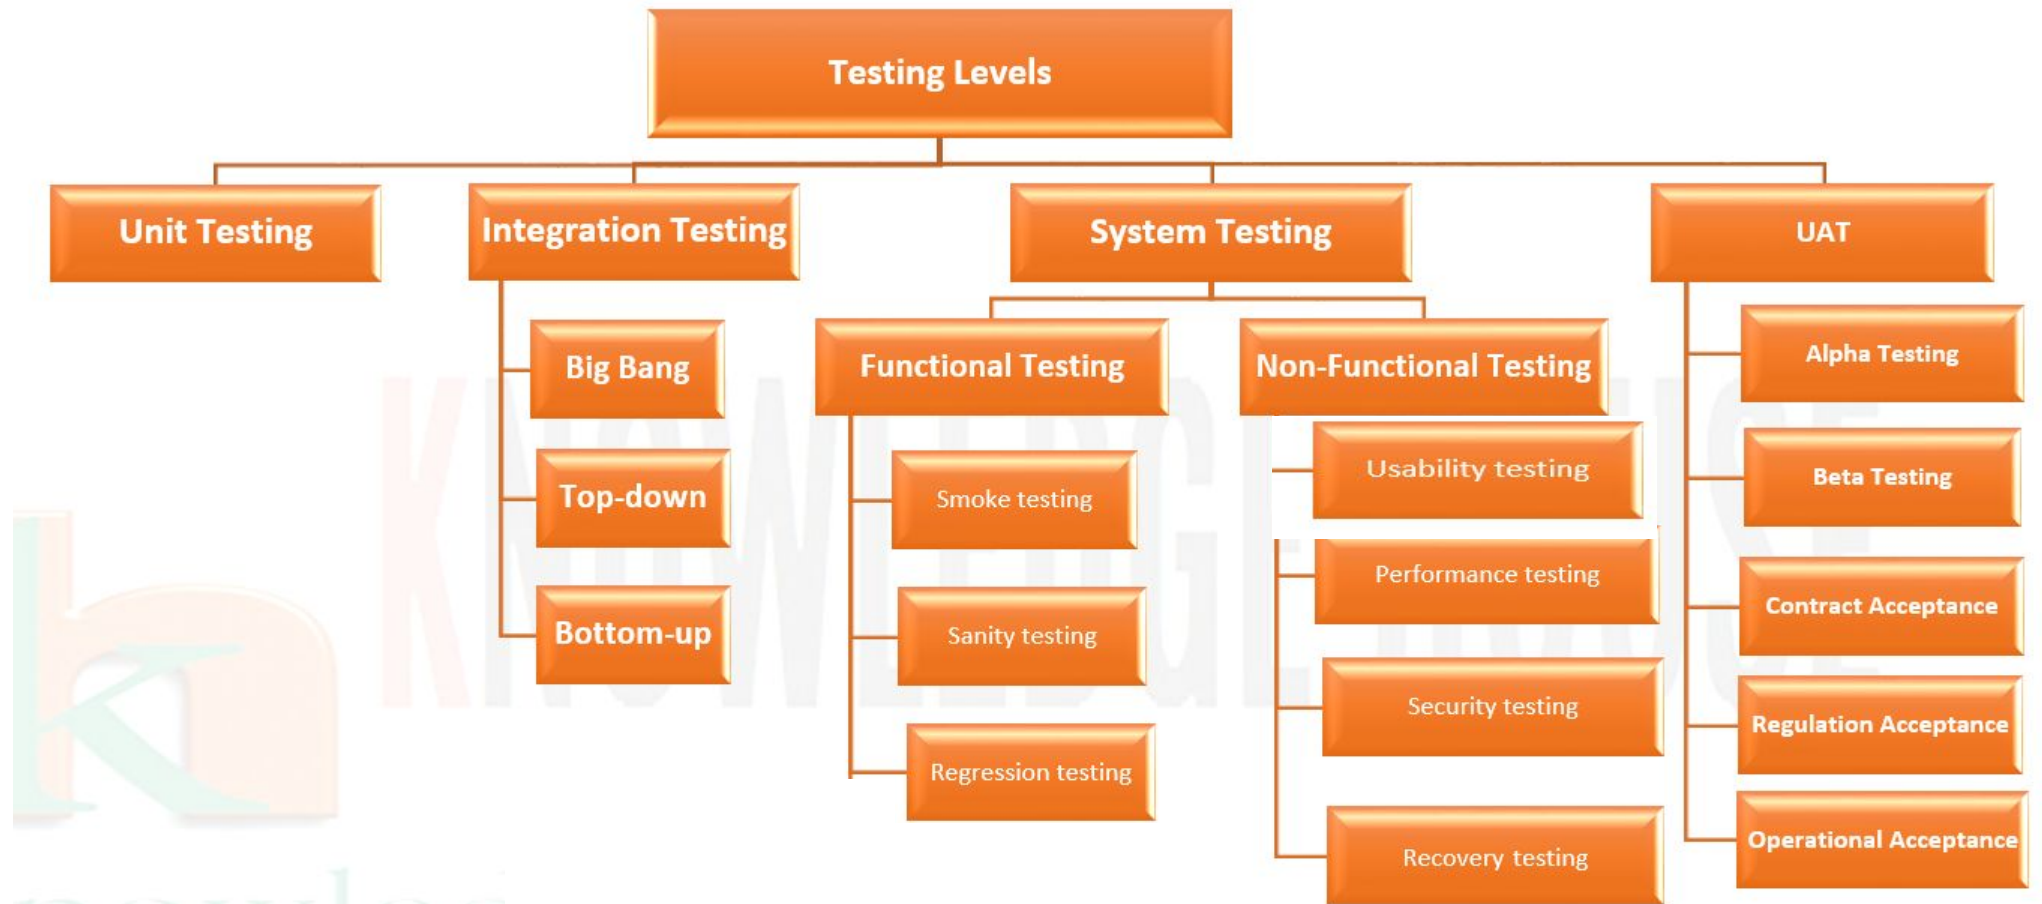 Testing Levels
Unit Testing
Integration Testing
System Testing
UAT
Big Bang
Top-down
Bottom-up
Functional Testing
Non-Functional Testing
Smoke testing
Sanity testing
Regression testing
Usability testing
Performance testing
Security testing
Recovery testing
Alpha Testing
Beta Testing
Contract Acceptance
Regulation Acceptance
Operational Acceptance